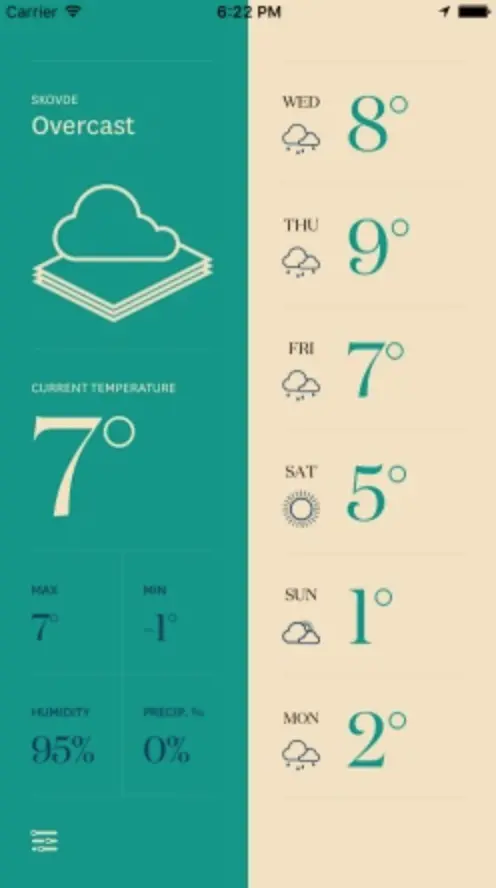 Carrier 6:22 PM
SKÖVDE
Overcast
CURRENT TEMPERATURE
7°
MAX
7°
MIN
-1°
HUMIDITY
95%
PRECIP. %
0%
WED
8°
THU
9°
FRI
7°
SAT
5°
SUN
1°
MON
2°